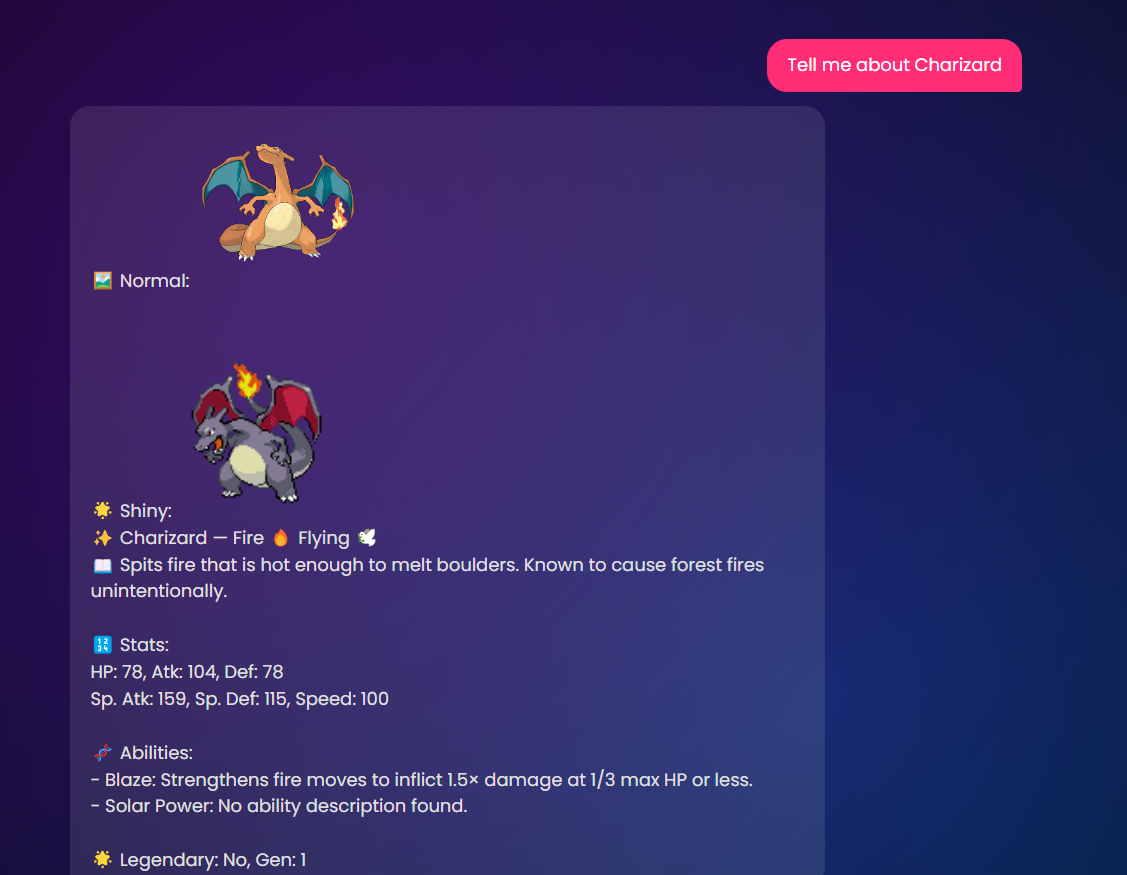 Tell me about Charizard
🖼️ Normal:
🌟 Shiny:
✨ Charizard — Fire 🔥 Flying 🕊️
📖 Spits fire that is hot enough to melt boulders. Known to cause forest fires
unintentionally.
🔢 Stats:
HP: 78, Atk: 104, Def: 78
Sp. Atk: 159, Sp. Def: 115, Speed: 100
🧬 Abilities:
- Blaze: Strengthens fire moves to inflict 1.5× damage at 1/3 max HP or less.
- Solar Power: No ability description found.
🌟 Legendary: No, Gen: 1